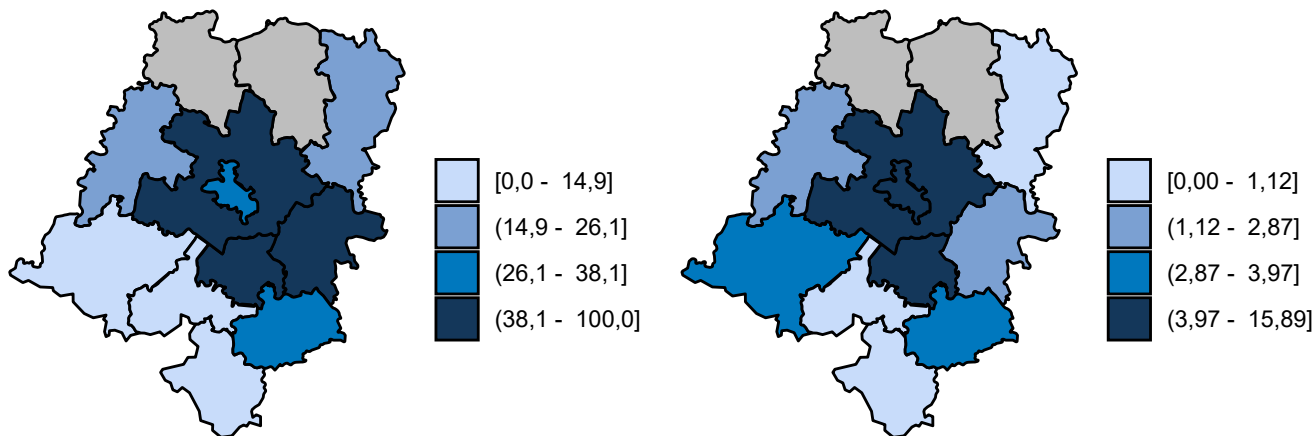 [0,0 - 14,9]
(14,9 - 26,1]
(26,1 - 38,1]
(38,1 - 100,0]
[0,00 - 1,12]
(1,12 - 2,87]
(2,87 - 3,97]
(3,97 - 15,89]